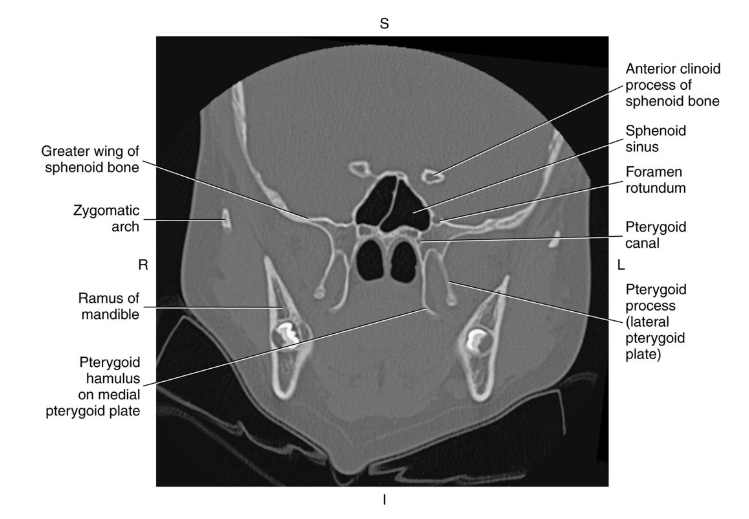 S
Anterior clinoid
process of
sphenoid bone
Sphenoid
sinus
Greater wing of
sphenoid bone
Foramen
rotundum
Zygomatic
arch
Pterygoid
canal
R
L
Ramus of
mandible
Pterygoid
process
(lateral
pterygoid
plate)
Pterygoid
hamulus
on medial
pterygoid plate
I